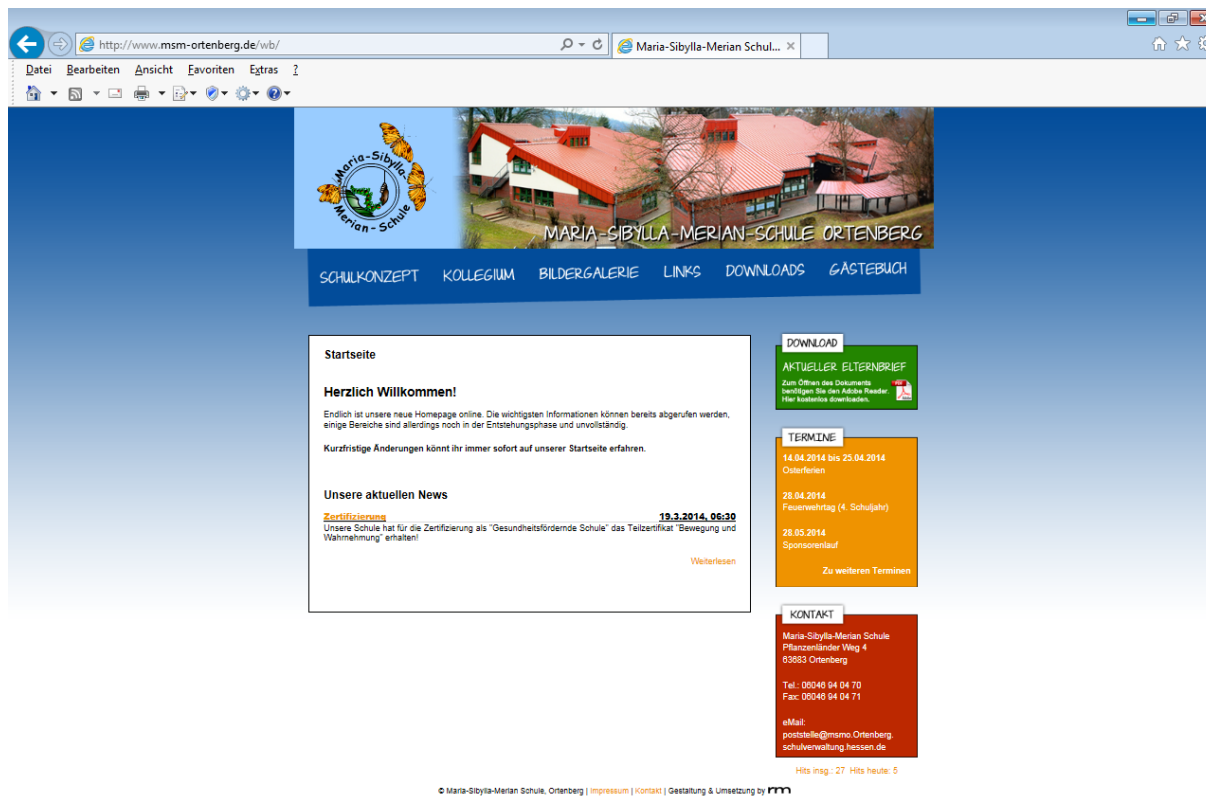 http://www.msm-ortenberg.de/wb/
Maria-Sibylla-Merian Schul...
Datei Bearbeiten Ansicht Favoriten Extras ?
Maria-Sibylla-
Merian-Schule
MARIA-SIBYLLA-MERIAN-SCHULE ORTENBERG
SCHULKONZEPT KOLLEGIUM BILDERGALERIE LINKS DOWNLOADS GÄSTEBUCH
Startseite
Herzlich Willkommen!
Endlich ist unsere neue Homepage online. Die wichtigsten Informationen können bereits abgerufen werden,
einige Bereiche sind allerdings noch in der Entstehungsphase und unvollständig.
Kurzfristige Änderungen könnt ihr immer sofort auf unserer Startseite erfahren.
Unsere aktuellen News
Zertifizierung 19.3.2014, 06:30
Unsere Schule hat für die Zertifizierung als "Gesundheitsfördernde Schule" das Teilzertifikat "Bewegung und
Wahrnehmung" erhalten!
Weiterlesen
DOWNLOAD
AKTUELLER ELTERNBRIEF
Zum Öffnen des Dokuments
benötigen Sie den Adobe Reader.
Hier kostenlos downloaden.
TERMINE
14.04.2014 bis 25.04.2014
Osterferien
28.04.2014
Feuerwehrtag (4. Schuljahr)
28.05.2014
Sponsorenlauf
Zu weiteren Terminen
KONTAKT
Maria-Sibylla-Merian Schule
Pflanzenländer Weg 4
63683 Ortenberg
Tel.: 06046 94 04 70
Fax: 06046 94 04 71
eMail:
poststelle@msmo.Ortenberg.
schulverwaltung.hessen.de
Hits insg.: 27 Hits heute: 5
© Maria-Sibylla-Merian Schule, Ortenberg | Impressum | Kontakt | Gestaltung & Umsetzung by rm